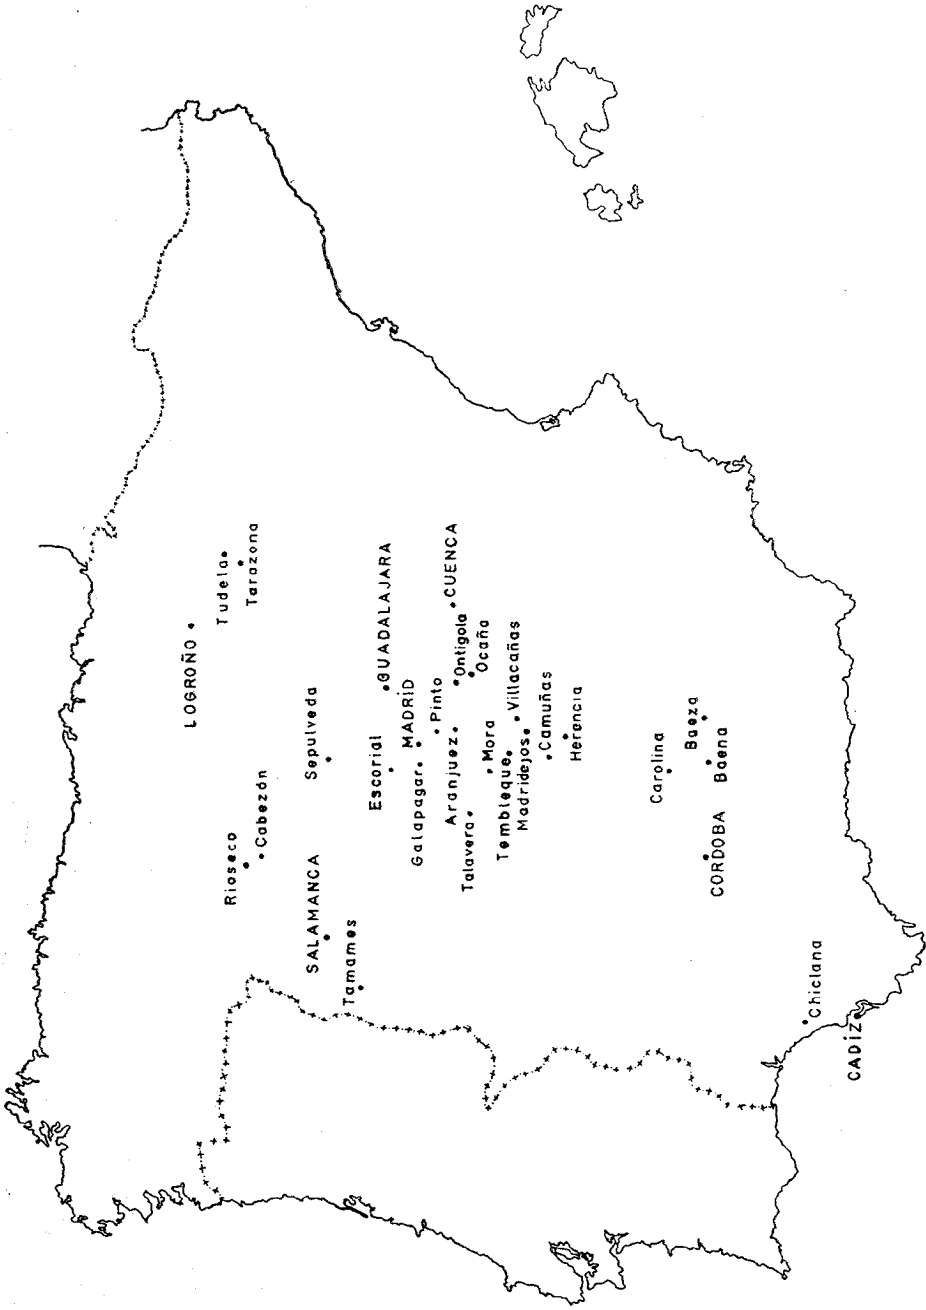 LOGROÑO
Tudela
Tarazona
Rioseco
Cabezón
SALAMANCA
Sepulveda
Tamames
Escorial
GUADALAJARA
Galapagar
MADRID
Pinto
Aranjuez
CUENCA
Ontigola
Talavera
Ocaña
Mora
Tembleque
Villacañas
Madridejos
Camuñas
Herencia
Carolina
Baeza
CORDOBA
Baena
Chiclana
CADÍZ